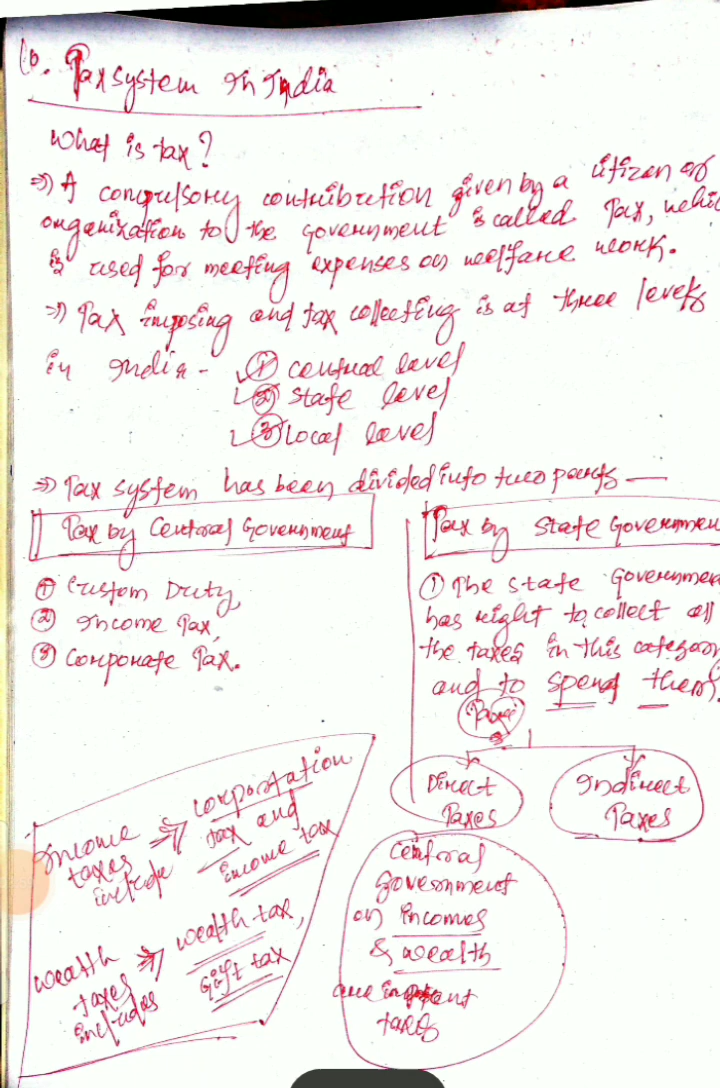 10. Tax system in India
What is tax?
⇒) A compulsory contribution given by a citizen or
organization to the government is called Tax, which
is used for meeting expenses on welfare work.
⇒) Tax imposing and tax collecting is at three levels
in India - ① central level
② state level
③ local level
⇒) Tax system has been divided into two parts —
Tax by Central Government
① Custom Duty,
② Income Tax,
③ Corporate Tax.
Tax by State Governmen
① The state Governmen
has right to collect all
the taxes in this category
and to spend them.
Direct
Taxes
Indirect
Taxes
Central
Government
on incomes
& wealth
are important
taxes
Income ⇒ corporation
taxes tax and
include income tax
Wealth ⇒ wealth tax,
taxes gift tax
includes